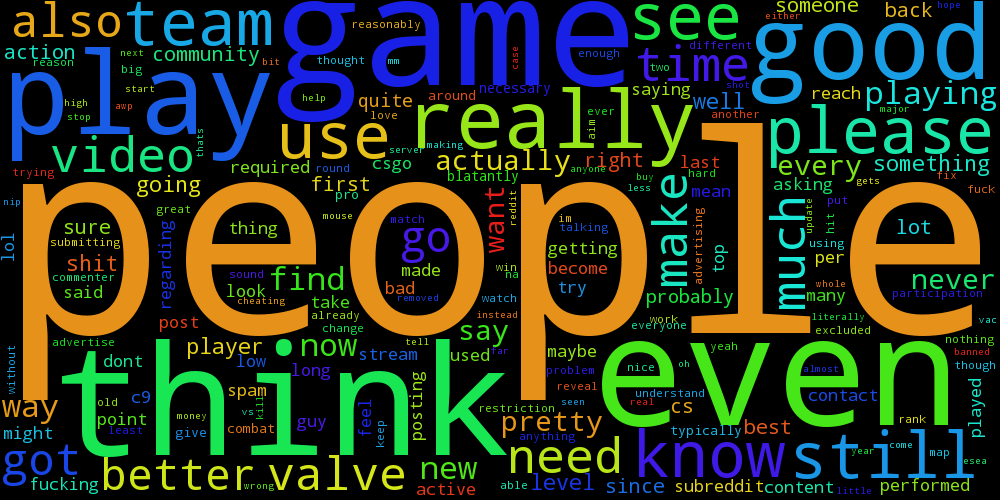 also team game see someone back
action community reasonably good
reason next bit thought mm case enough time different either hope
play big start help necessary two saying well reach playing
high awp quite around really another major
stop love use aim ever please shot
video thats server making actually right last every something
trying required csgo blatantly anyone hard asking gets fix
going first round pro buy less mean put fuck
nip great mouse people want reddit make much update hit
sure thing match go im talking advertising top using lot
lol submitting regarding getting per
shit sound find made win become never
commenter look bad na try many whole
said cheating take removed watch probably participation
post already change instead work everyone literally vac
advertise tell say excluded
think now player stream used far maybe even yeah nothing
without dont low long problem nice oh almost banned though
old c9 spam feel posting reveal understand contact
way point money vs kill guy keep restriction seen real cs played
might least give combat pretty anything typically best rank
got better valve new need know still come map
fucking wrong active able level since subreddit content year little performed esea